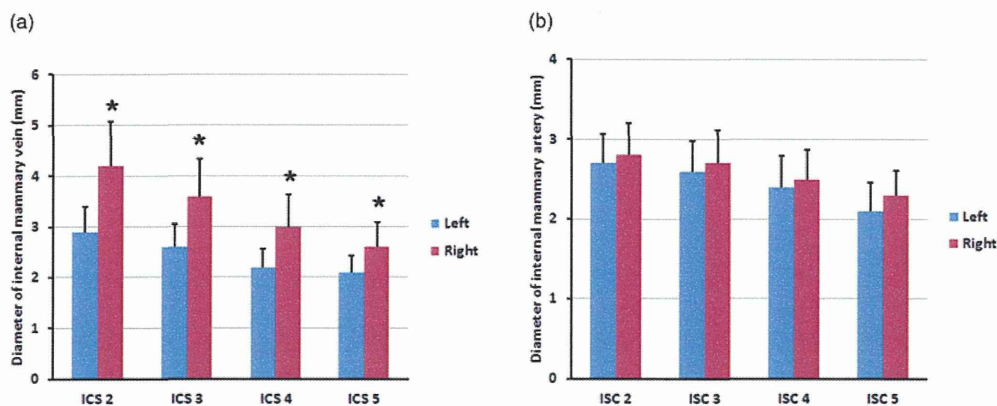 (a)
Diameter of internal mammary vein (mm)
6
5
4
3
2
1
0
*
*
*
*
ICS 2
ICS 3
ICS 4
ICS 5
Left
Right
(b)
Diameter of internal mammary artery (mm)
4
3
2
1
0
ISC 2
ISC 3
ISC 4
ISC 5
Left
Right